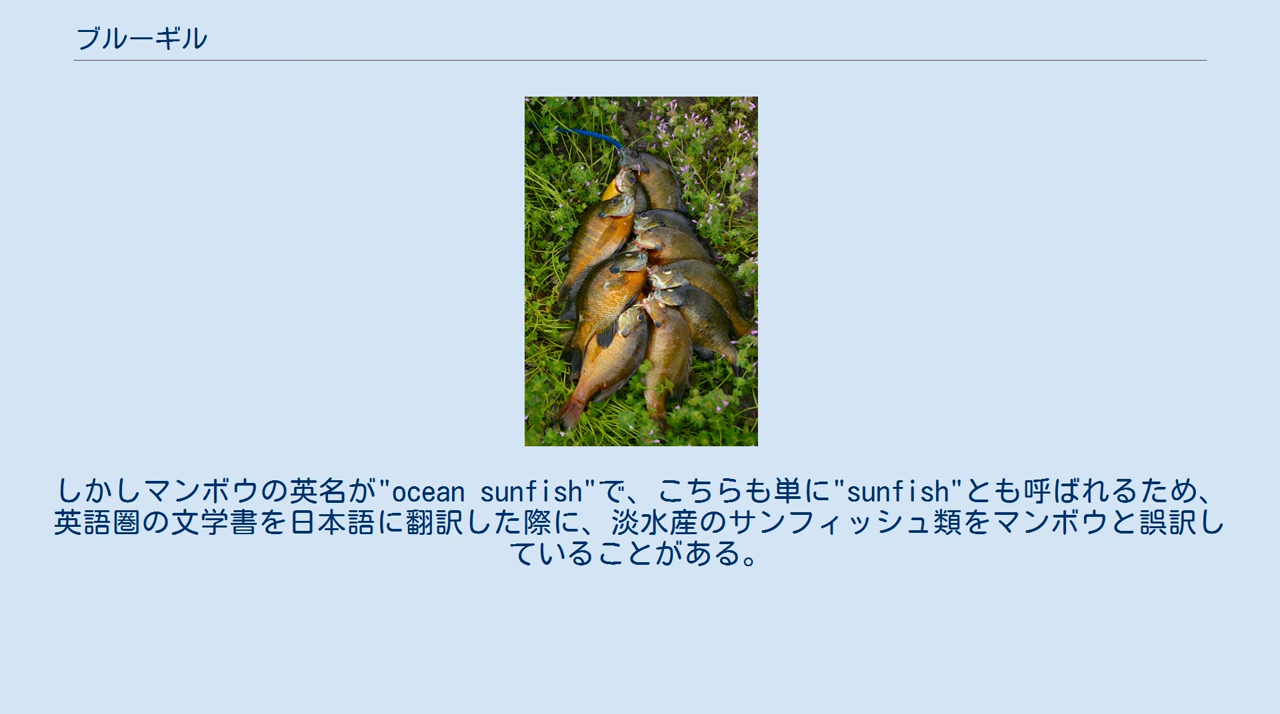 ブルーギル
しかしマンボウの英名が"ocean sunfish"で、こちらも単に"sunfish"とも呼ばれるため、
英語圏の文学書を日本語に翻訳した際に、淡水産のサンフィッシュ類をマンボウと誤訳し
ていることがある。